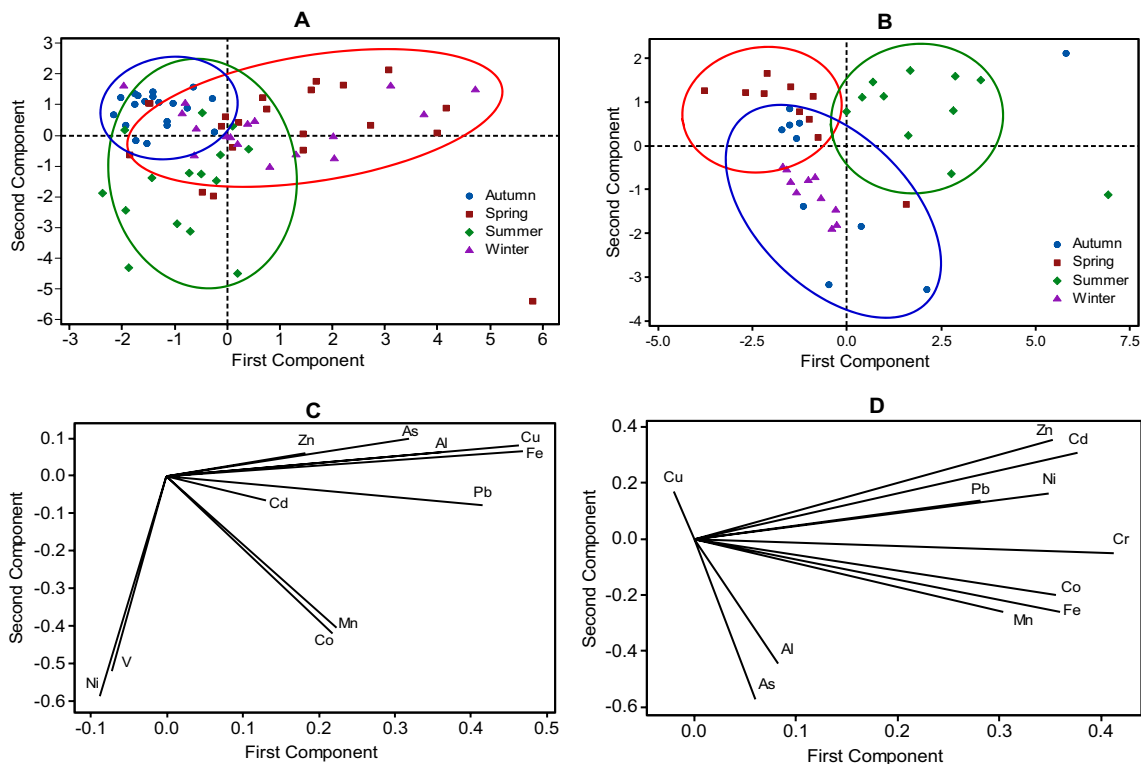 A
3
2
1
0
-1
-2
-3
-4
-5
-6
Second Component
-3
-2
-1
0
1
2
3
4
5
6
First Component
Autumn
Spring
Summer
Winter
B
2
1
0
-1
-2
-3
-4
Second Component
-5.0
-2.5
0.0
2.5
5.0
7.5
First Component
Autumn
Spring
Summer
Winter
C
0.1
0.0
-0.1
-0.2
-0.3
-0.4
-0.5
-0.6
Second Component
Zn
As
Al
Cu
Fe
Pb
Cd
Mn
Co
V
Ni
-0.1
0.0
0.1
0.2
0.3
0.4
0.5
First Component
D
0.4
0.2
0.0
-0.2
-0.4
-0.6
Second Component
Zn
Cd
Cu
Pb
Ni
Cr
Co
Fe
Mn
Al
As
0.0
0.1
0.2
0.3
0.4
First Component